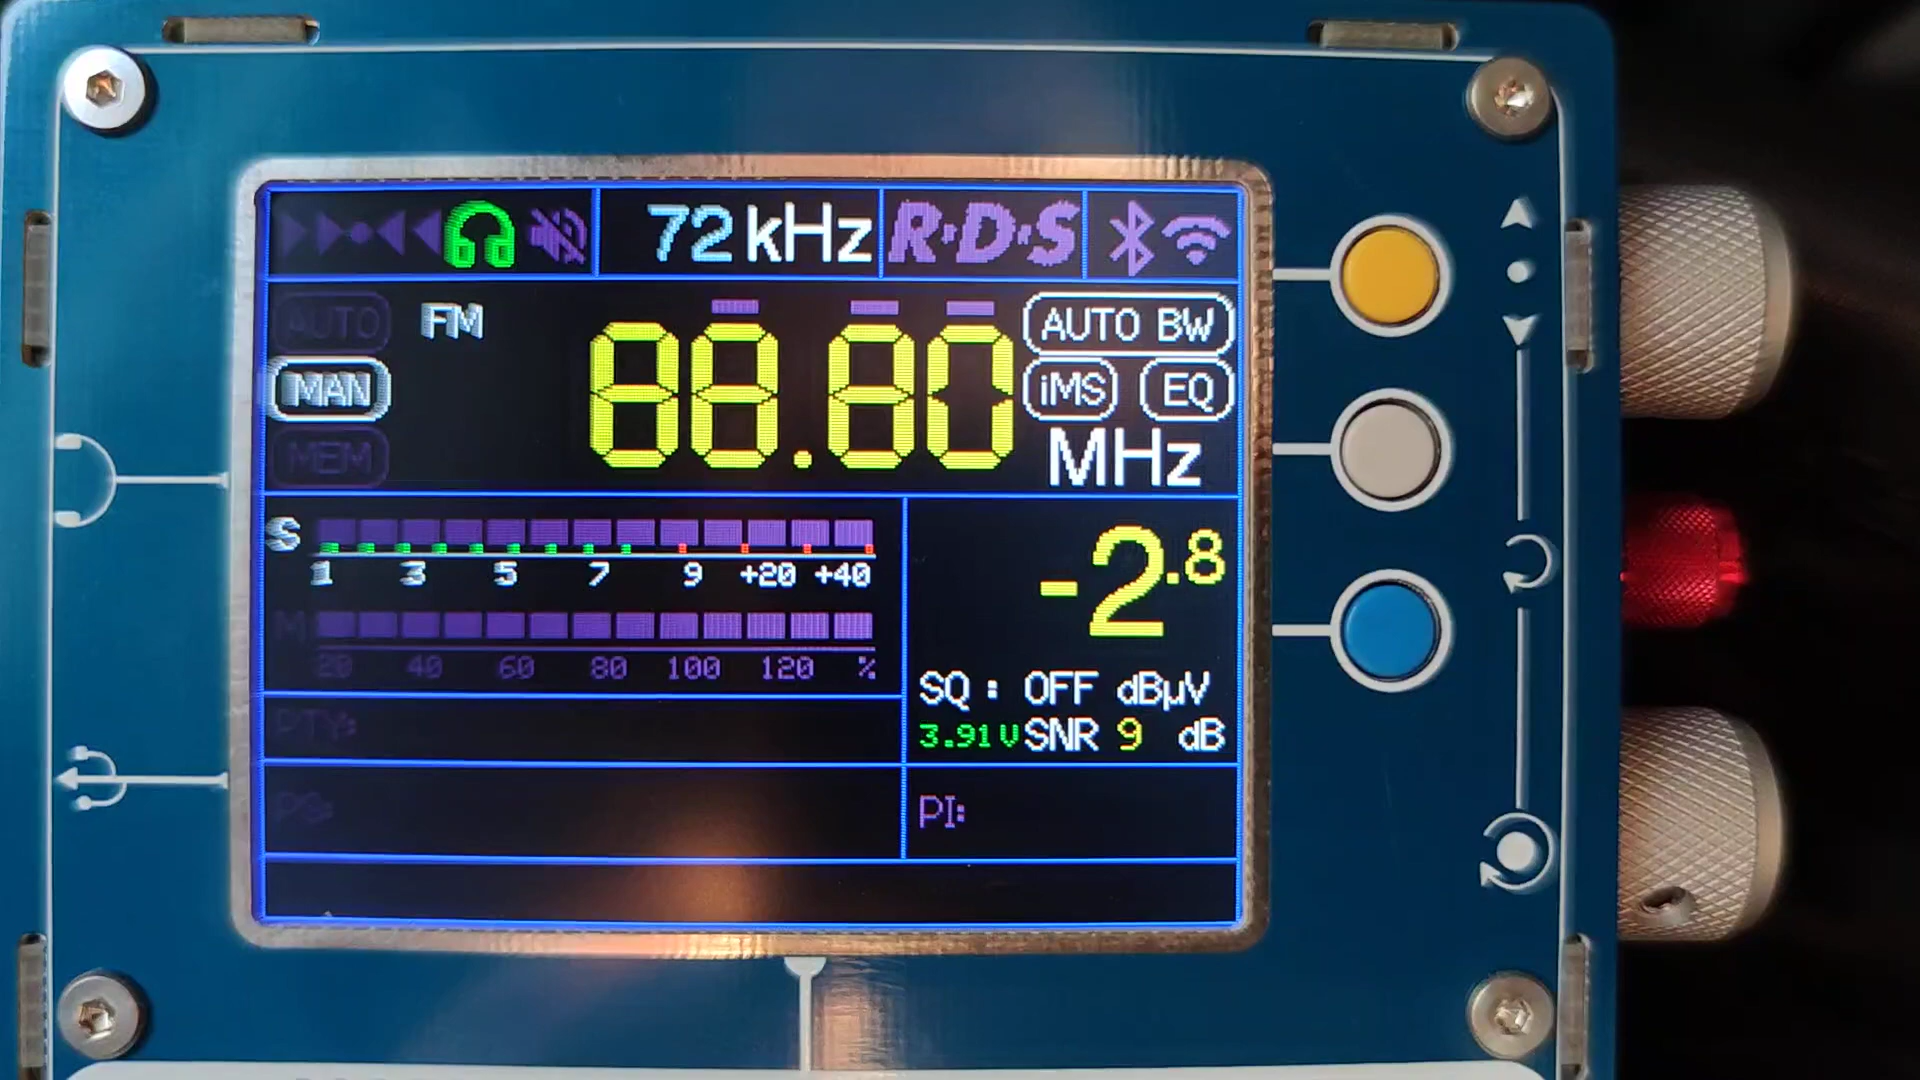 72 kHz R·D·S
AUTO FM 88.80 AUTO BW
MAN iMS EQ
MEM MHz
S
1 3 5 7 9 +20 +40
-2.8
M
20 40 60 80 100 120 %
SQ: OFF dBµV
PTY: 3.91V SNR 9 dB
PS: PI: